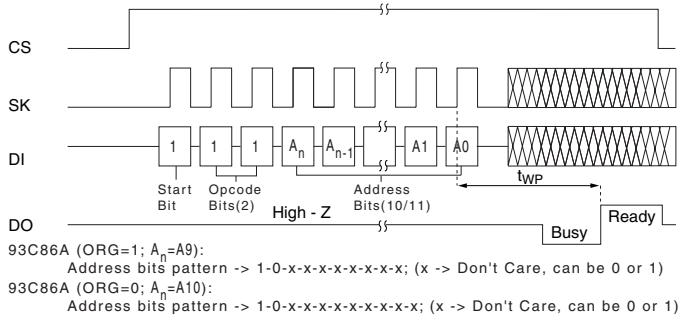 CS
SK
DI
1 1 1 An An-1 A1 A0
Start Bit
Opcode Bits(2)
Address Bits(10/11)
tWP
High - Z
DO
Busy
Ready
93C86A (ORG=1; An=A9):
Address bits pattern -> 1-0-x-x-x-x-x-x-x-x; (x -> Don't Care, can be 0 or 1)
93C86A (ORG=0; An=A10):
Address bits pattern -> 1-0-x-x-x-x-x-x-x-x-x; (x -> Don't Care, can be 0 or 1)